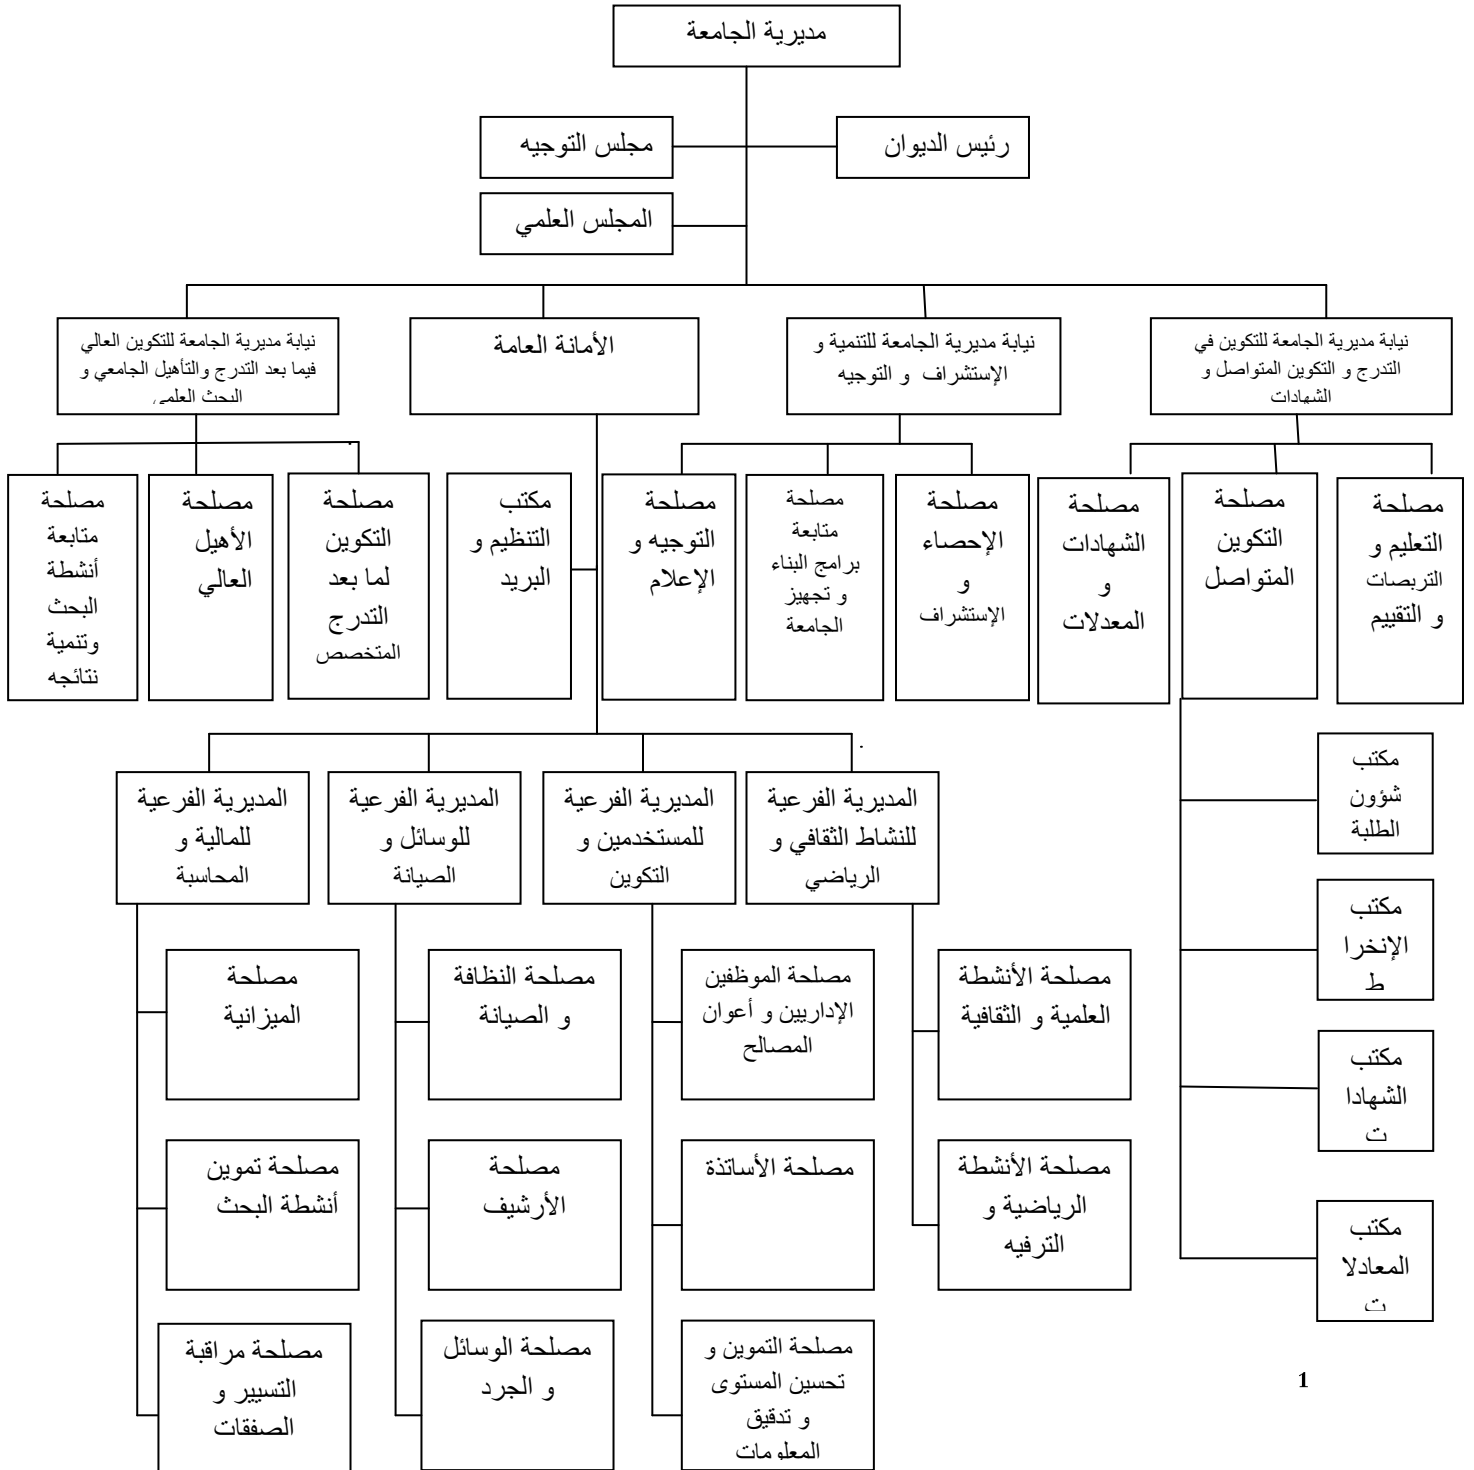 مديرية الجامعة
رئيس الديوان
مجلس التوجيه
المجلس العلمي
نيابة مديرية الجامعة للتكوين في
التدرج و التكوين المتواصل و
الشهادات
نيابة مديرية الجامعة للتنمية و
الإستشراف و التوجيه
الأمانة العامة
نيابة مديرية الجامعة للتكوين العالي
فيما بعد التدرج والتأهيل الجامعي و
البحث العلمي
مصلحة
التعليم و
التربصات
و التقييم
مصلحة
التكوين
المتواصل
مصلحة
الشهادات
و
المعدلات
مصلحة
الإحصاء
و
الإستشراف
مصلحة
متابعة
برامج البناء
و تجهيز
الجامعة
مصلحة
التوجيه و
الإعلام
مكتب
التنظيم و
البريد
مصلحة
التكوين
لما بعد
التدرج
المتخصص
مصلحة
الأهيل
العالي
مصلحة
متابعة
أنشطة
البحث
وتنمية
نتائجه
مكتب
شؤون
الطلبة
مكتب
الإنخرا
ط
مكتب
الشهادا
ت
مكتب
المعادلا
ت
المديرية الفرعية
للنشاط الثقافي و
الرياضي
المديرية الفرعية
للمستخدمين و
التكوين
المديرية الفرعية
للوسائل و
الصيانة
المديرية الفرعية
للمالية و
المحاسبة
مصلحة الأنشطة
العلمية و الثقافية
مصلحة الموظفين
الإداريين و أعوان
المصالح
مصلحة النظافة
و الصيانة
مصلحة
الميزانية
مصلحة الأنشطة
الرياضية و
الترفيه
مصلحة الأساتذة
مصلحة
الأرشيف
مصلحة تموين
أنشطة البحث
مصلحة التموين و
تحسين المستوى
و تدقيق
المعلومات
مصلحة الوسائل
و الجرد
مصلحة مراقبة
التسيير و
الصفقات
1